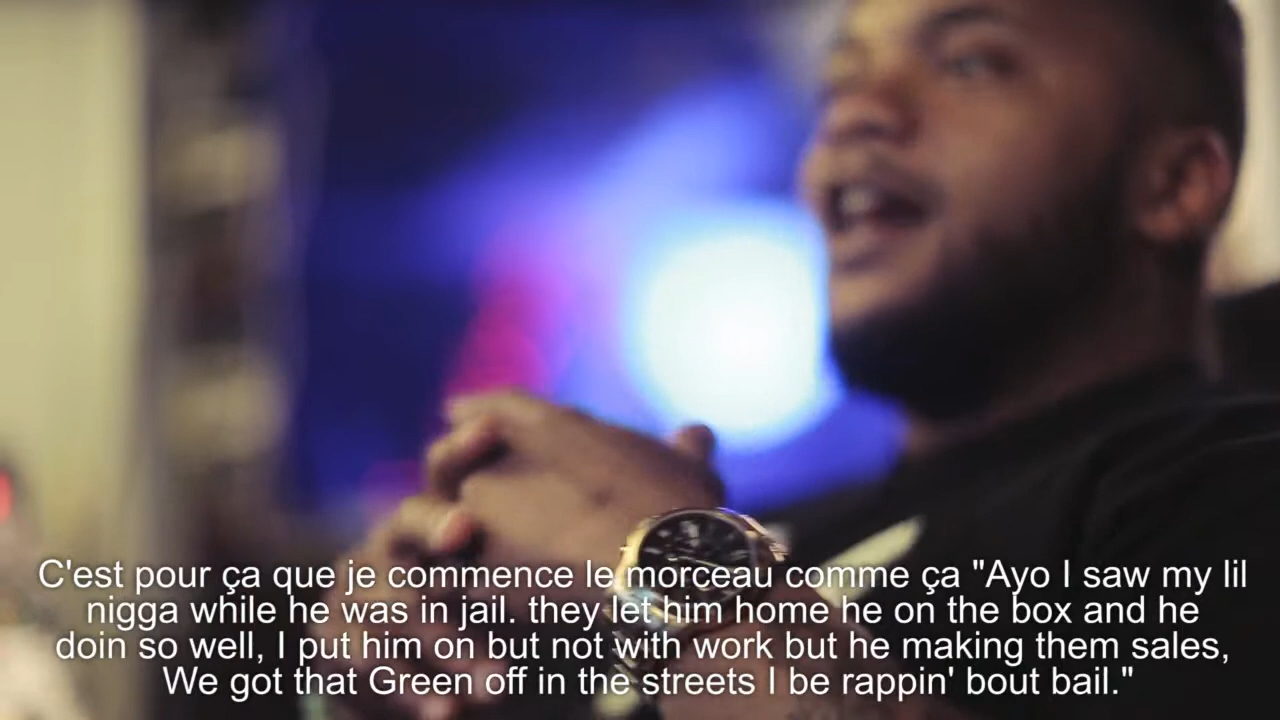 C'est pour ça que je commence le morceau comme ça "Ayo I saw my lil
nigga while he was in jail. they let him home he on the box and he
doin so well, I put him on but not with work but he making them sales,
We got that Green off in the streets I be rappin' bout bail."